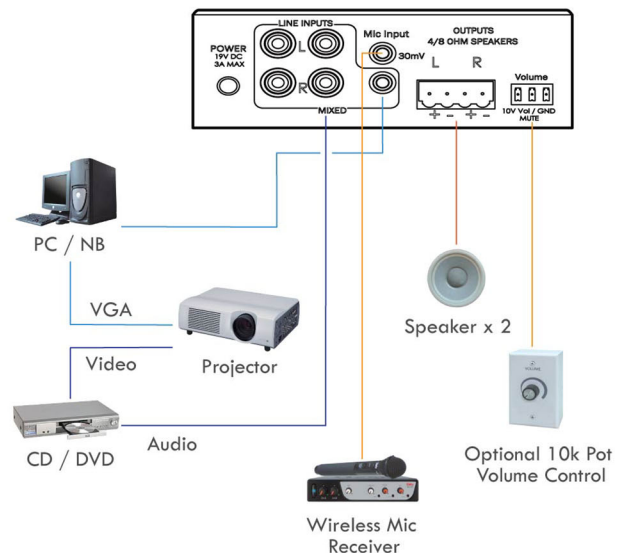 LINE INPUTS
Mic Input
OUTPUTS
4/8 OHM SPEAKERS
POWER
19V DC
3A MAX
L
30mV
L R
Volume
R
MIXED
+ - + -
10V Vol / GND
MUTE
PC / NB
VGA
Video
Projector
Speaker x 2
VOLUME
CD / DVD
Audio
Optional 10k Pot
Volume Control
Wireless Mic
Receiver